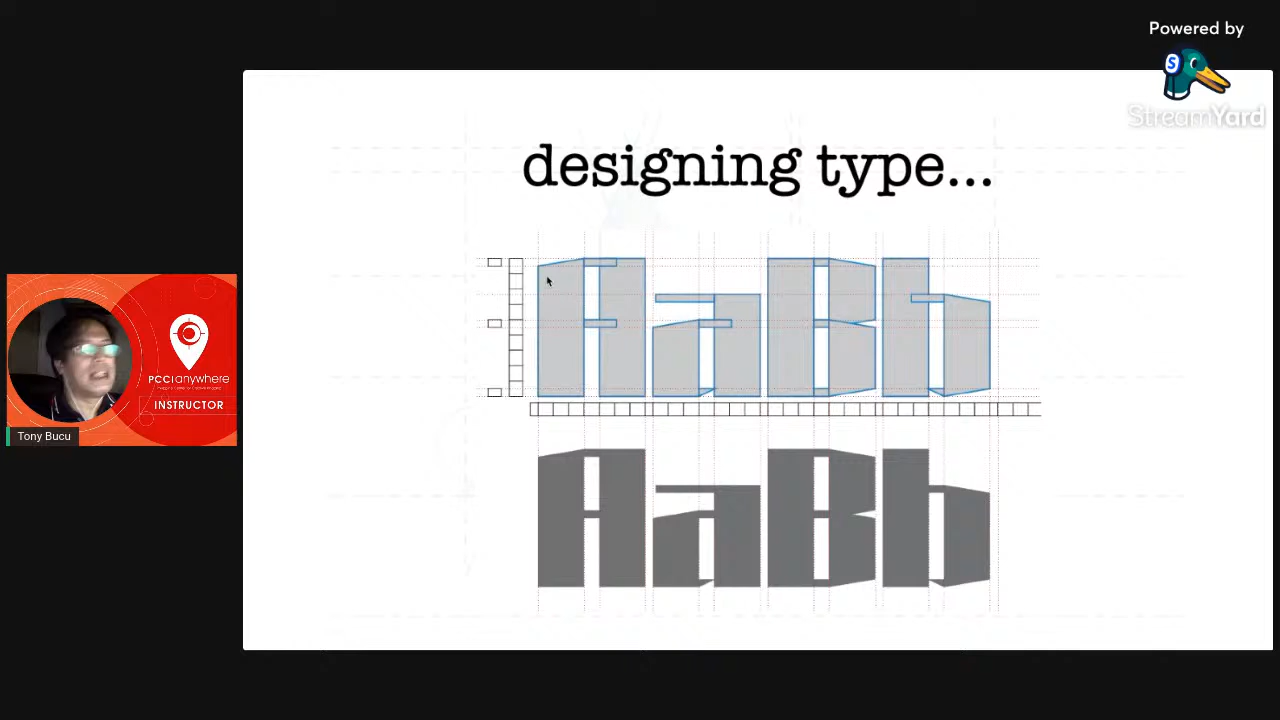 Powered by
StreamYard
designing type...
AaBb
AaBb
PCCIanywhere
INSTRUCTOR
Tony Bucu